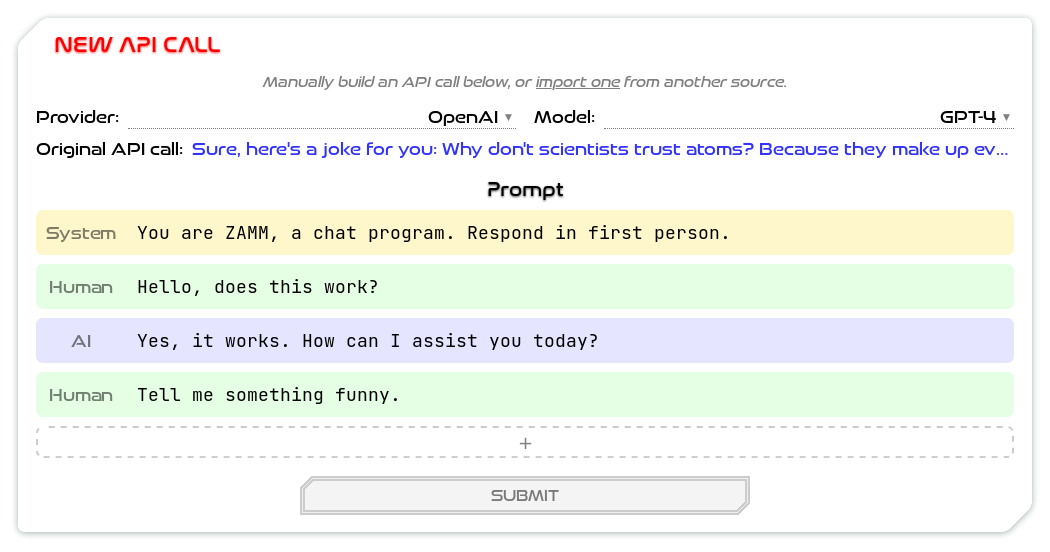 NEW API CALL
Manually build an API call below, or import one from another source.
Provider: OpenAI ▼ Model: GPT-4 ▼
Original API call: Sure, here's a joke for you: Why don't scientists trust atoms? Because they make up ev...
Prompt
System You are ZAMM, a chat program. Respond in first person.
Human Hello, does this work?
AI Yes, it works. How can I assist you today?
Human Tell me something funny.
+
SUBMIT